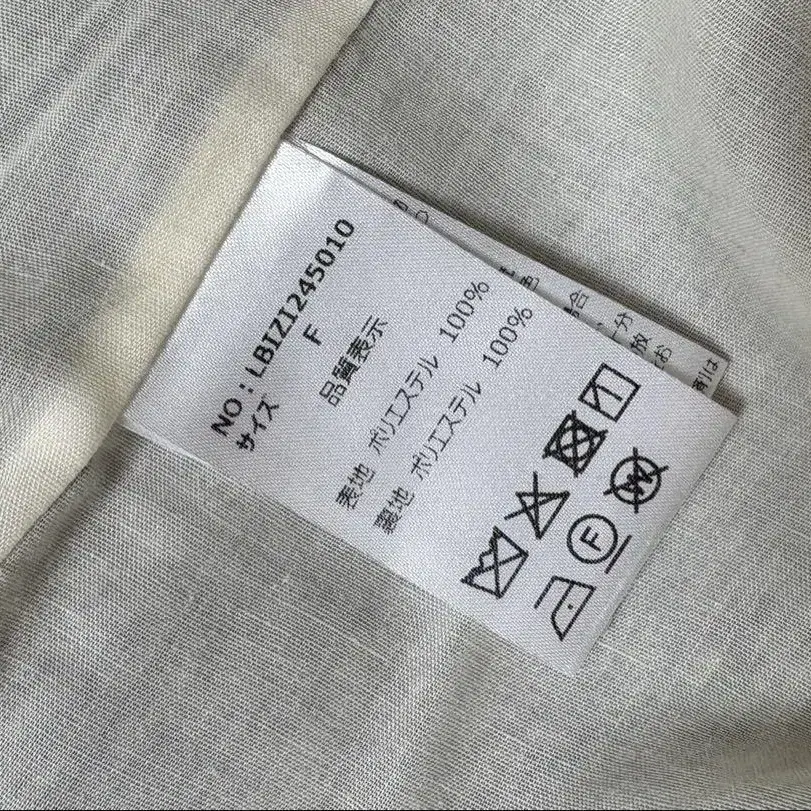 NO：LBIZI245010
サイズ F
品質表示
表地 ポリエステル 100%
裏地 ポリエステル 100%
W
F